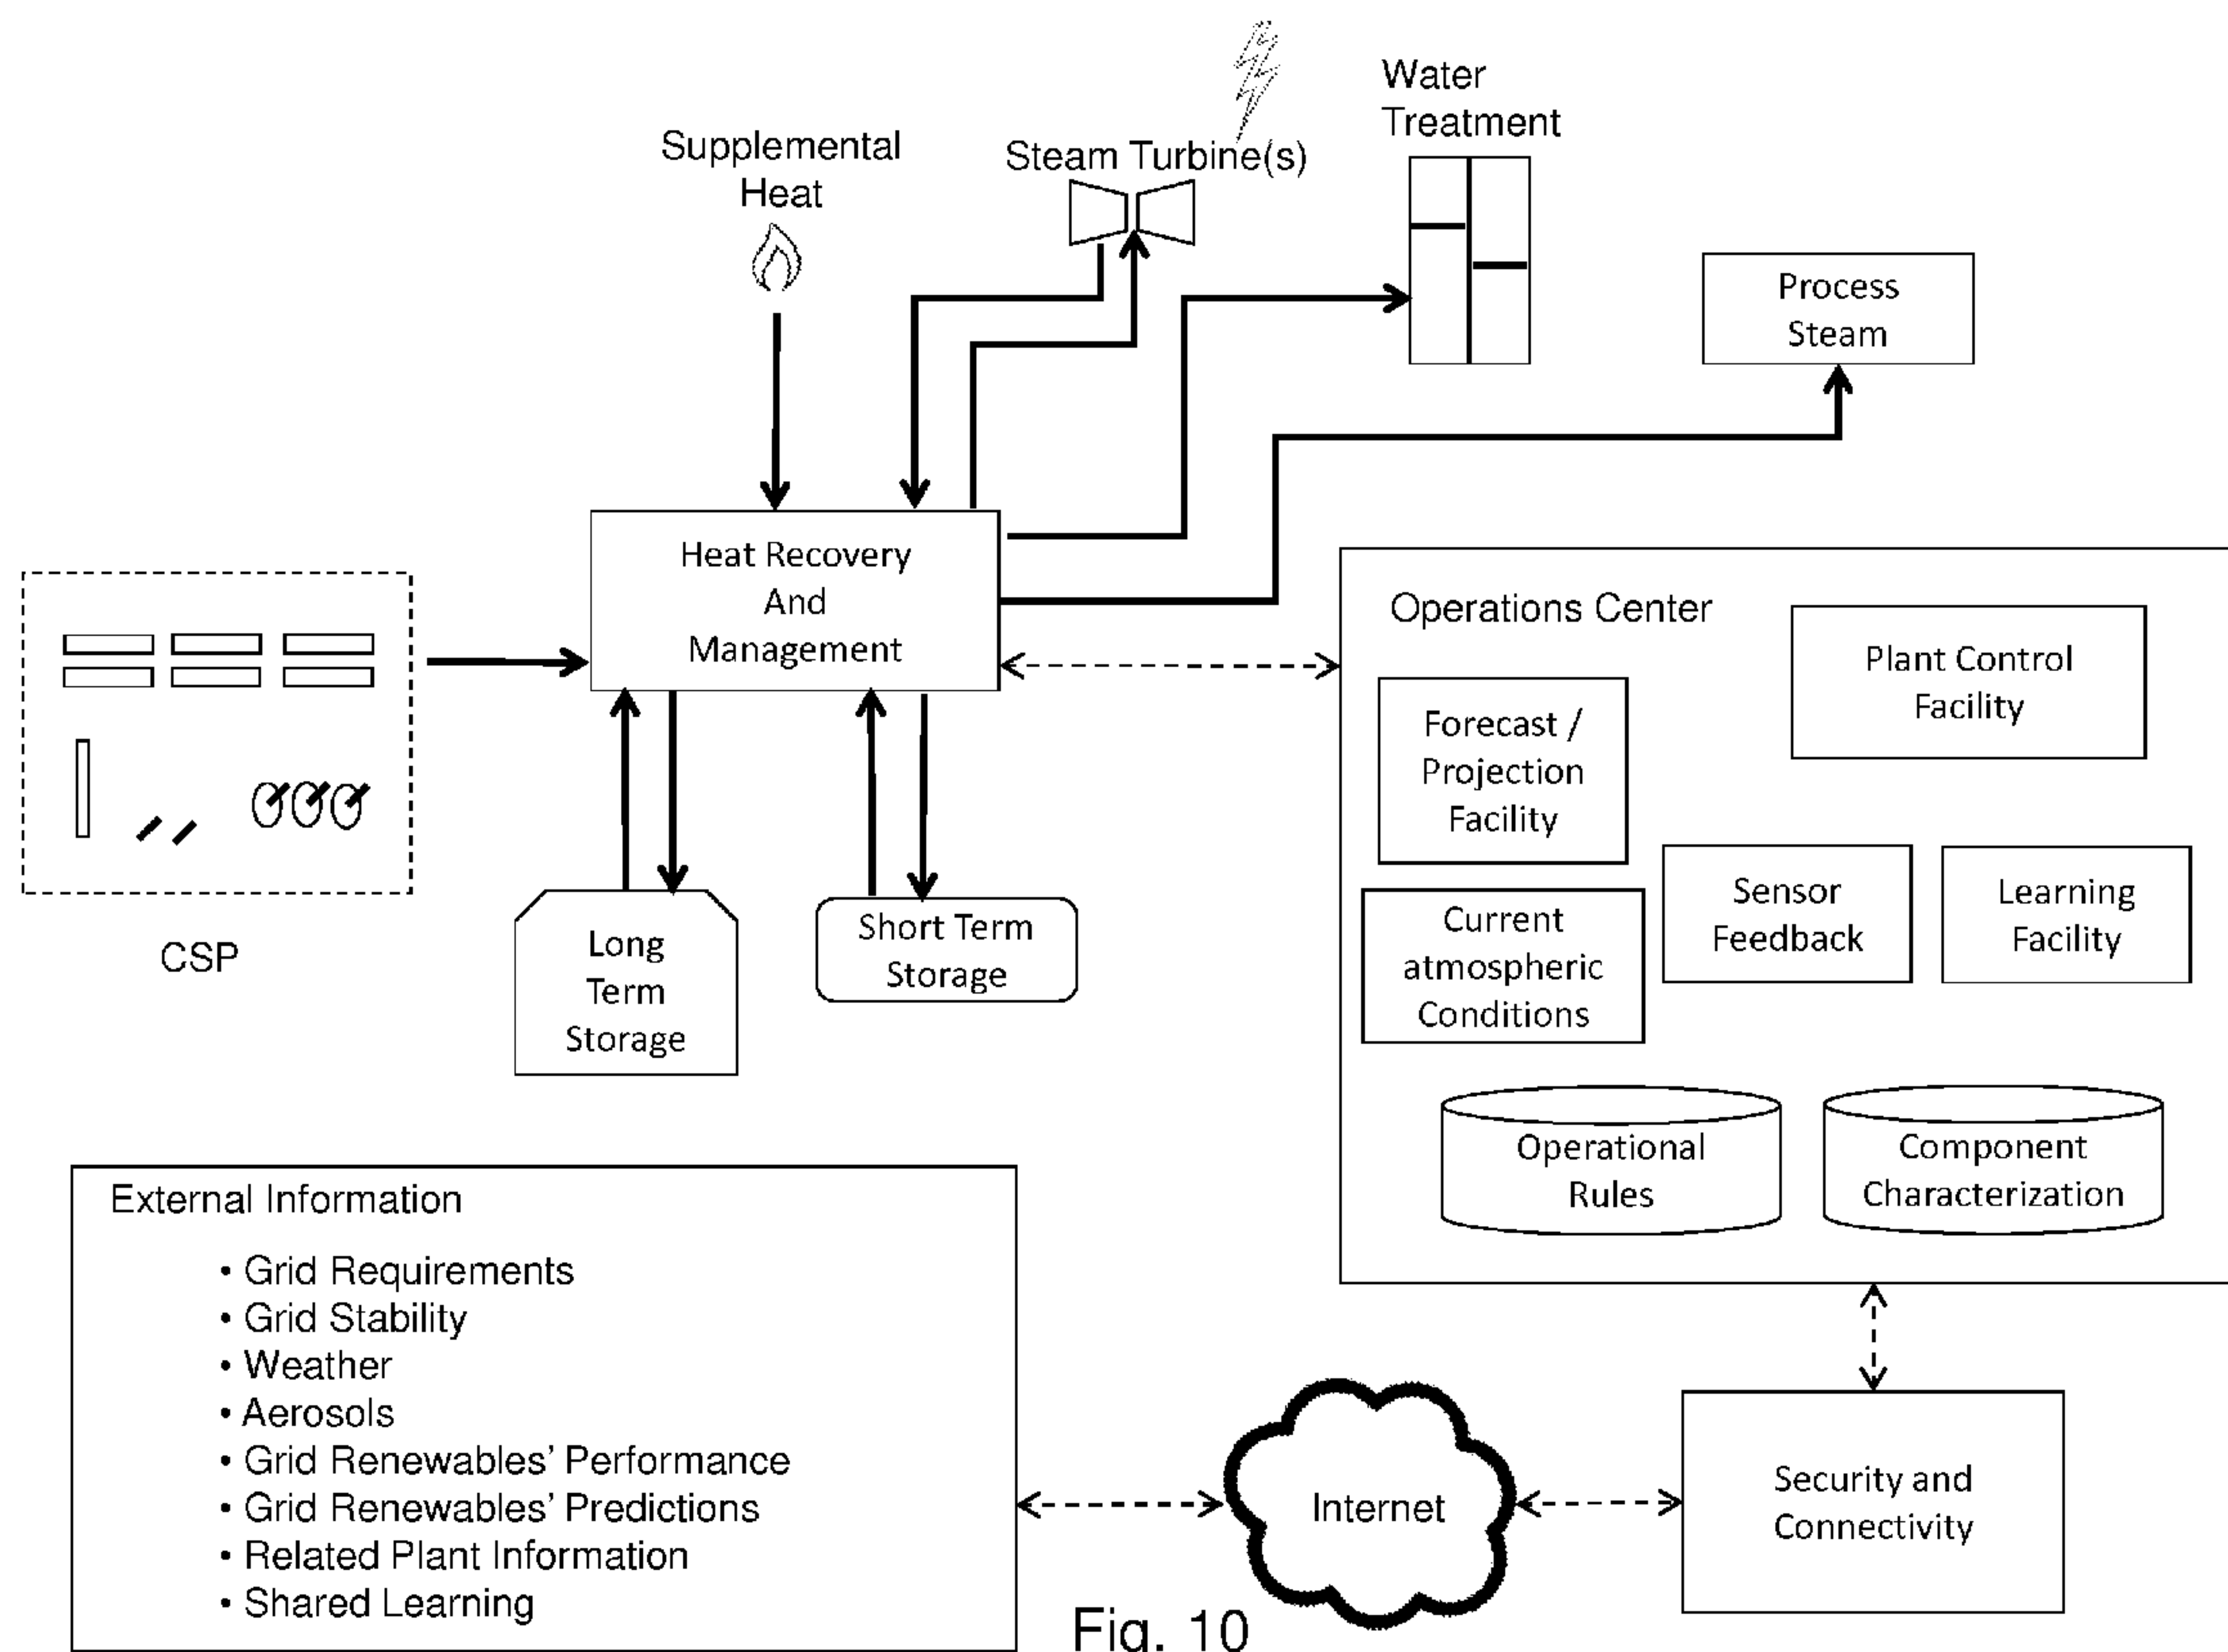 Water
Treatment
Supplemental
Heat
Steam Turbine(s)
Process
Steam
Heat Recovery
And
Management
CSP
Long
Term
Storage
Short Term
Storage
Operations Center
Plant Control
Facility
Forecast /
Projection
Facility
Sensor
Feedback
Learning
Facility
Current
atmospheric
Conditions
Operational
Rules
Component
Characterization
External Information
• Grid Requirements
• Grid Stability
• Weather
• Aerosols
• Grid Renewables’ Performance
• Grid Renewables’ Predictions
• Related Plant Information
• Shared Learning
Internet
Security and
Connectivity
Fig. 10